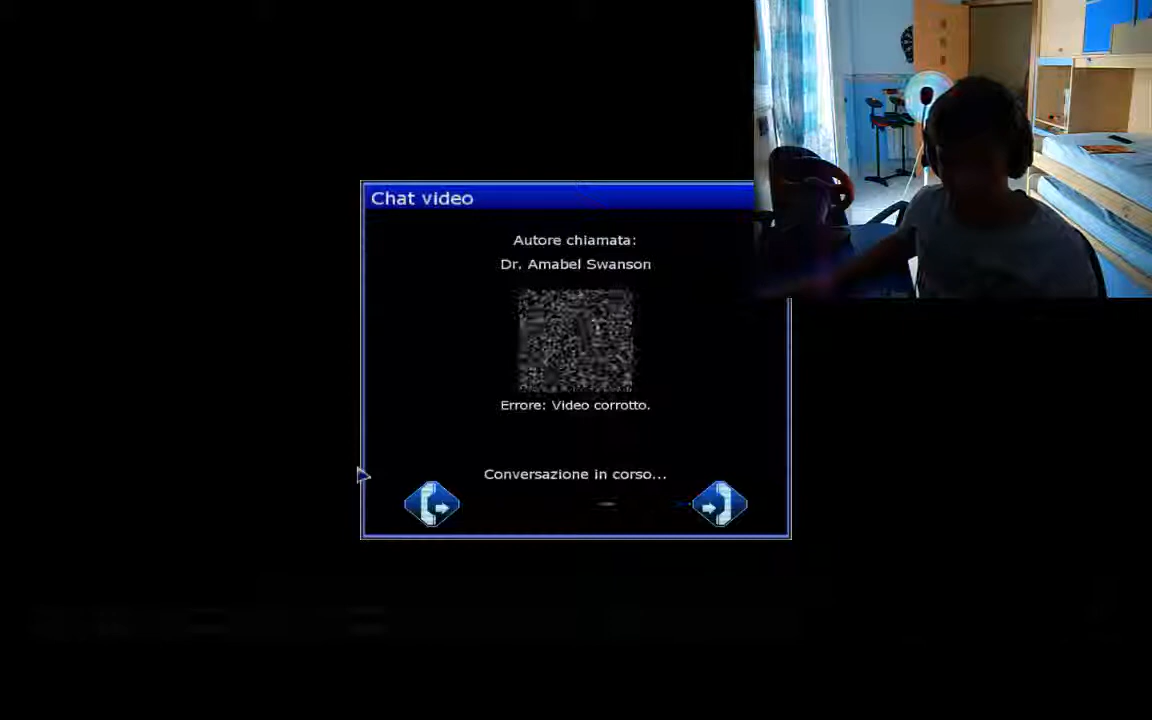 Chat video
Autore chiamata:
Dr. Amabel Swanson
Errore: Video corrotto.
Conversazione in corso...